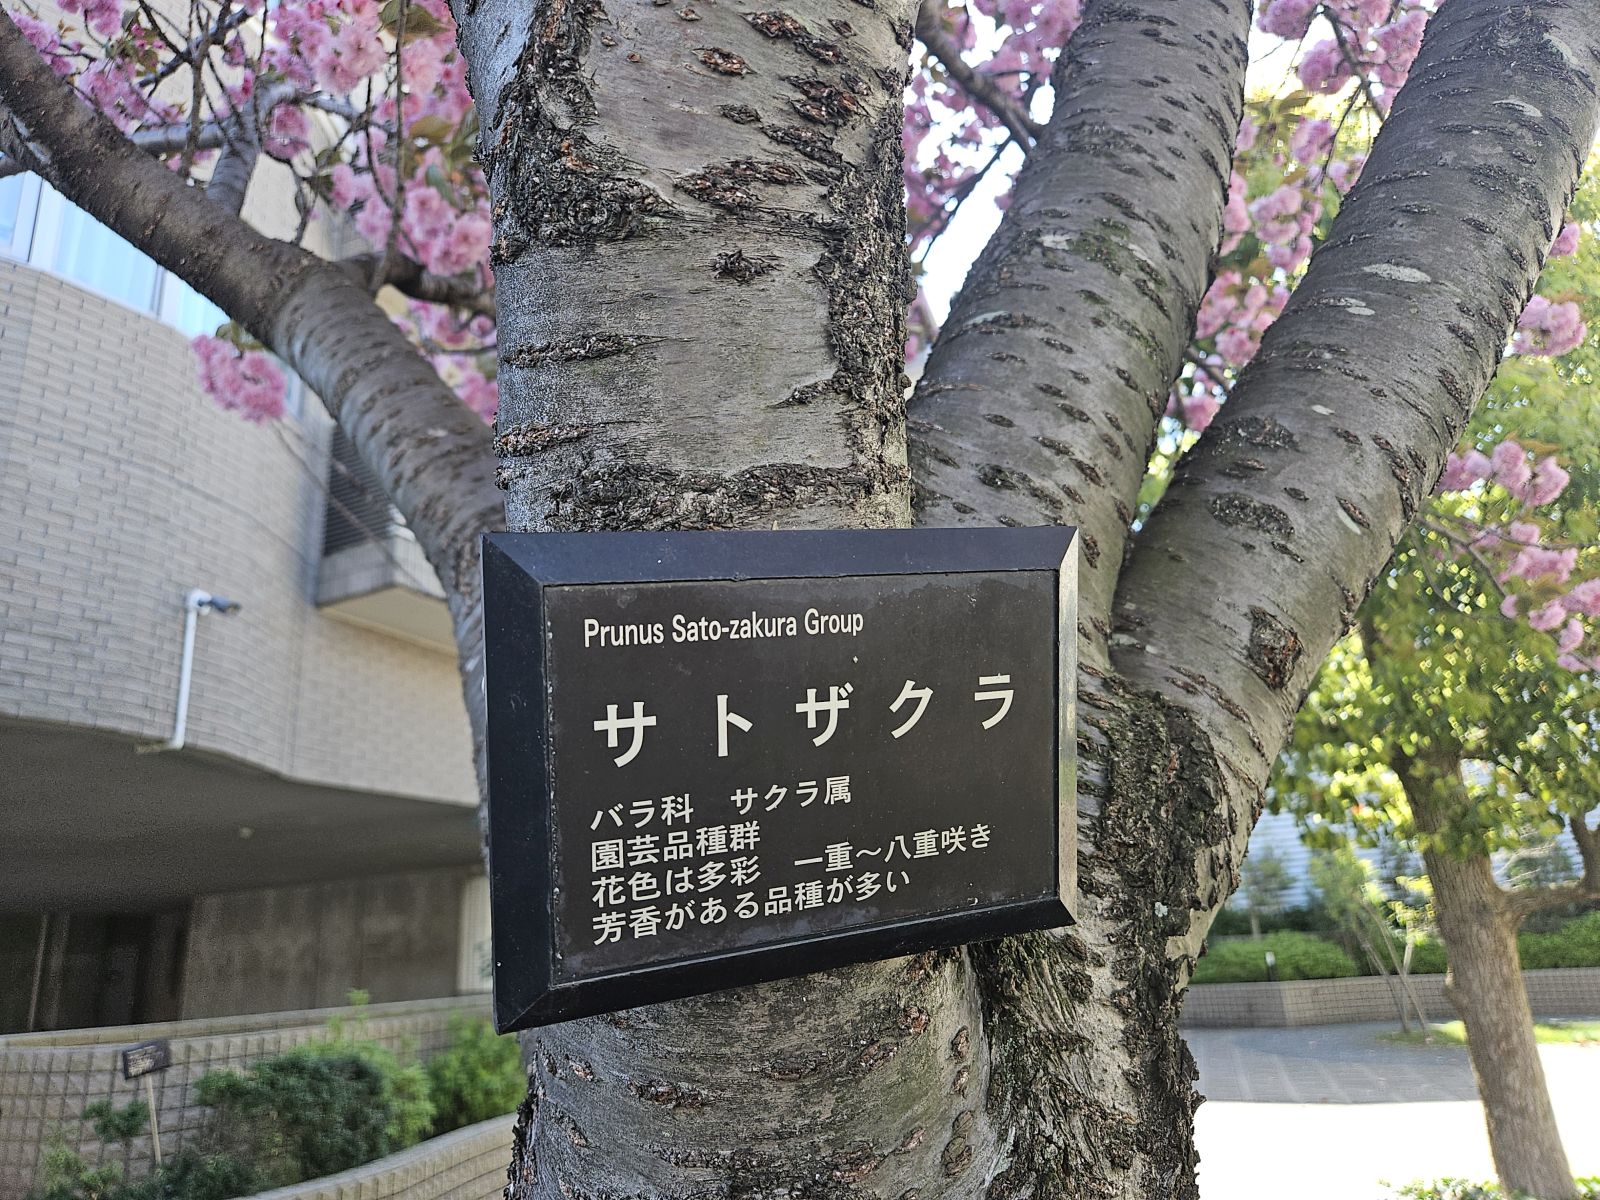 Prunus Sato-zakura Group
サトザクラ
バラ科　サクラ属
園芸品種群
花色は多彩　一重～八重咲き
芳香がある品種が多い